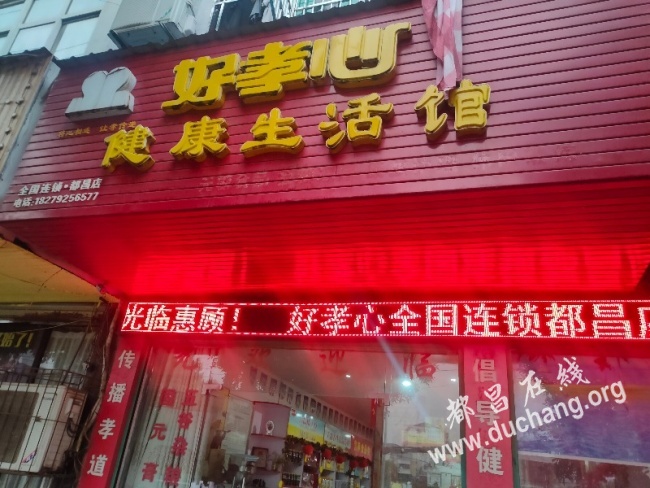 好孝心
健康生活馆
全国连锁·都昌店
电话:18279256577
光临惠顾！ 好孝心全国连锁都昌店
传播孝道
倡导健
都昌在线
www.duchang.org